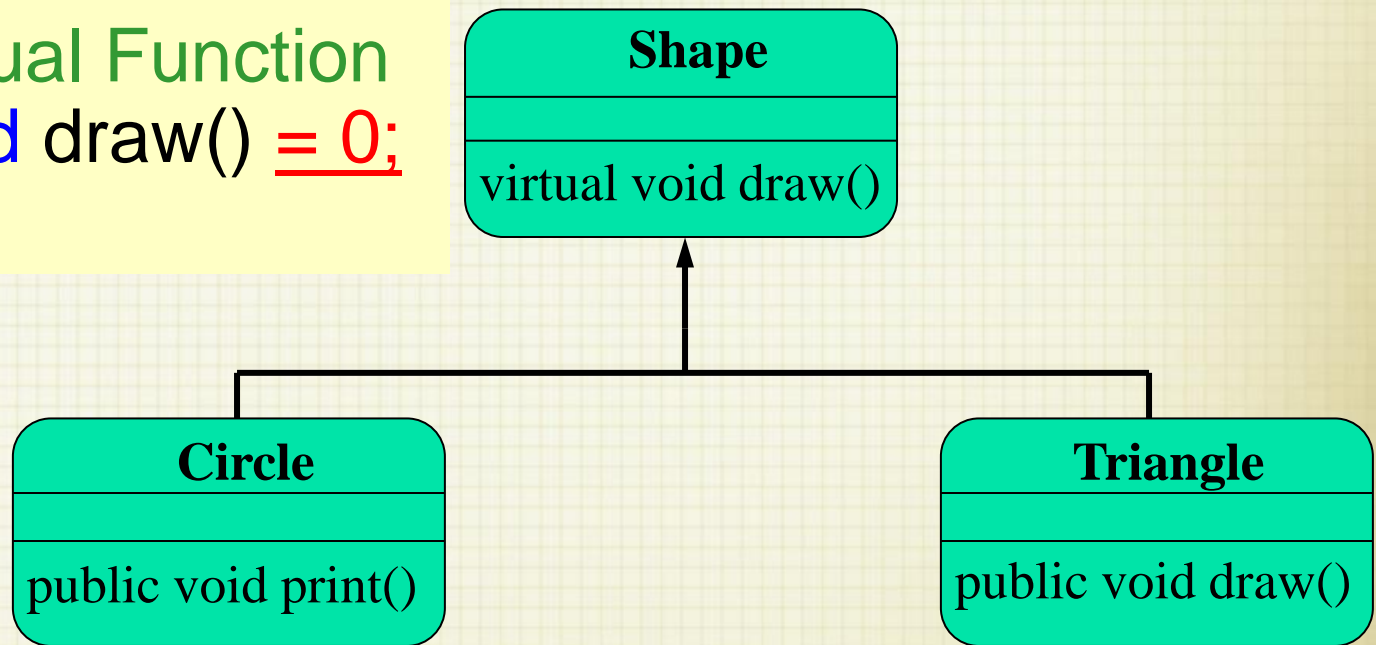 ual Function
d draw() = 0;
Shape
virtual void draw()
Circle
public void print()
Triangle
public void draw()